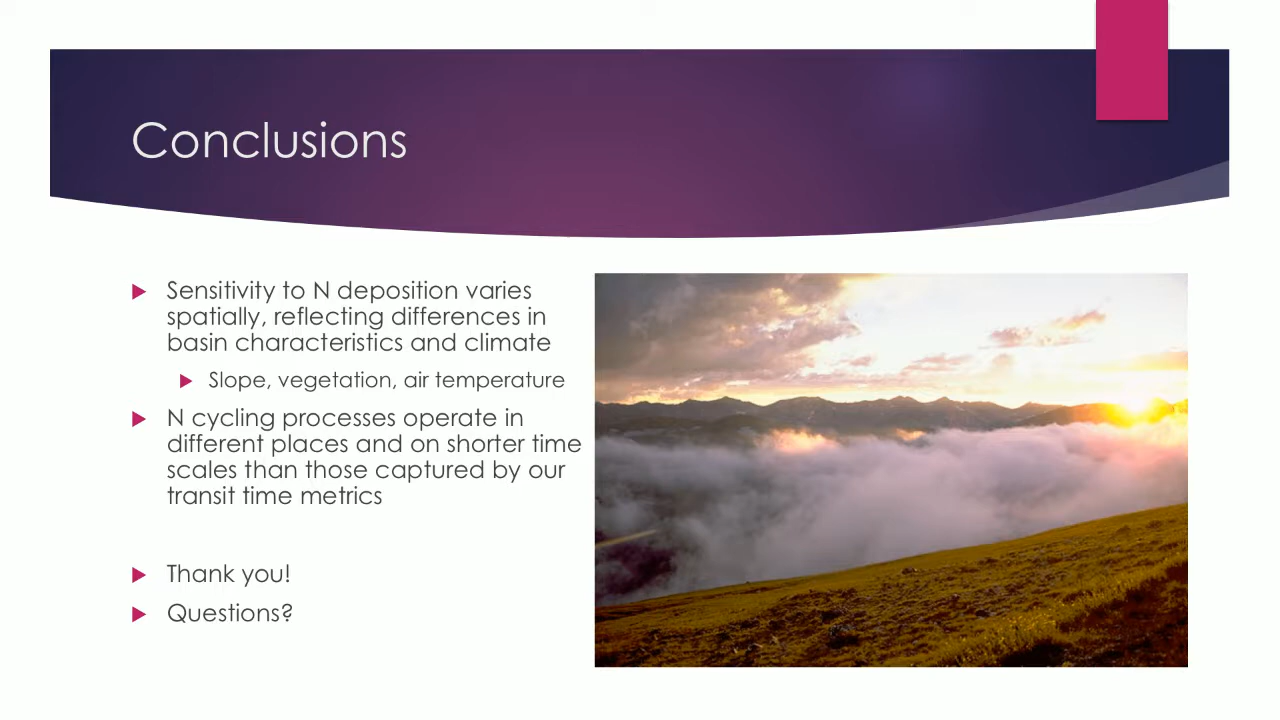 Conclusions
Sensitivity to N deposition varies
spatially, reflecting differences in
basin characteristics and climate
Slope, vegetation, air temperature
N cycling processes operate in
different places and on shorter time
scales than those captured by our
transit time metrics
Thank you!
Questions?